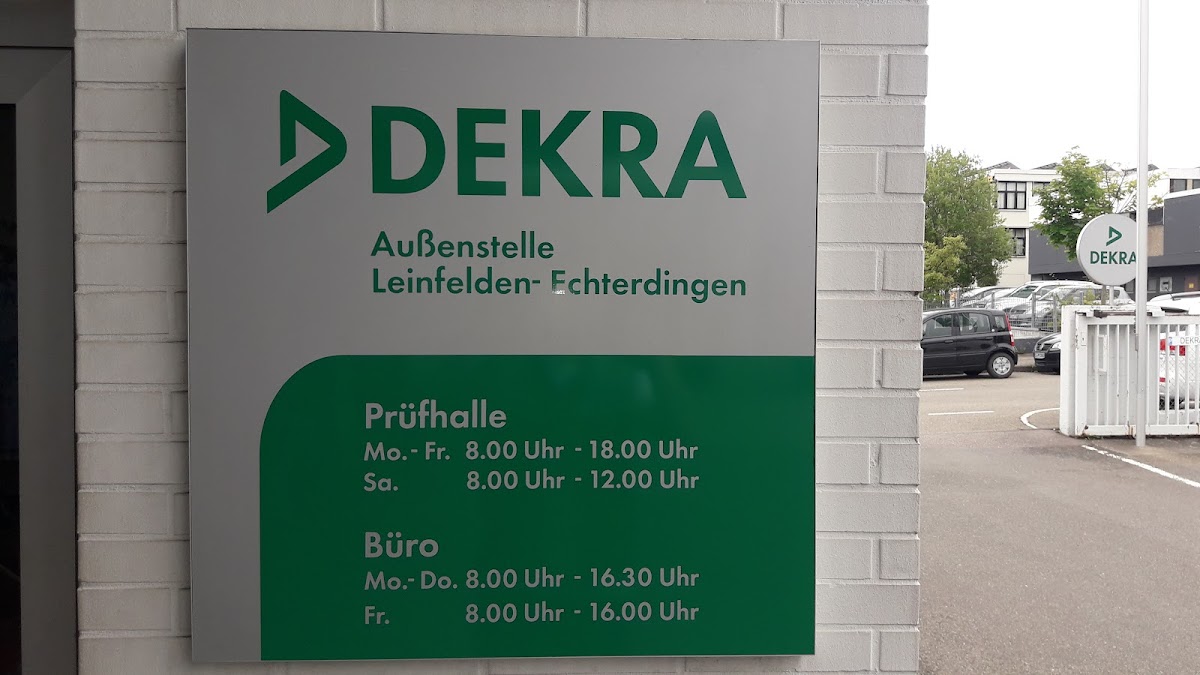 DEKRA
Außenstelle
Leinfelden- Echterdingen
Prüfhalle
Mo.- Fr. 8.00 Uhr - 18.00 Uhr
Sa. 8.00 Uhr - 12.00 Uhr
Büro
Mo.- Do. 8.00 Uhr - 16.30 Uhr
Fr. 8.00 Uhr - 16.00 Uhr
DEKRA
DEKRA